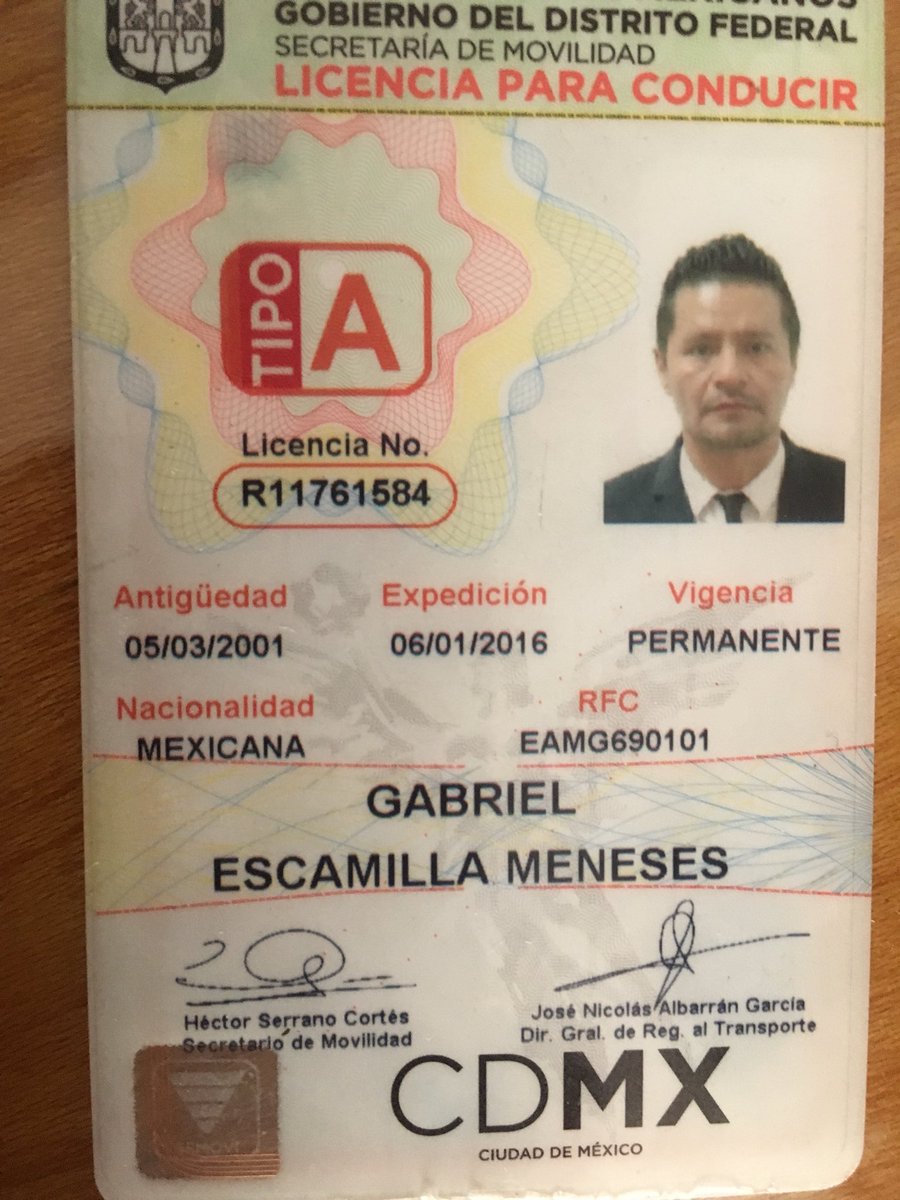 GOBIERNO DEL DISTRITO FEDERAL
SECRETARÍA DE MOVILIDAD
LICENCIA PARA CONDUCIR
TIPO A
Licencia No.
R11761584
Antigüedad Expedición Vigencia
05/03/2001 06/01/2016 PERMANENTE
Nacionalidad RFC
MEXICANA EAMG690101
GABRIEL
ESCAMILLA MENESES
Héctor Serrano Cortés
Secretario de Movilidad
José Nicolás Albarrán García
Dir. Gral. de Reg. al Transporte
CDMX
CIUDAD DE MÉXICO